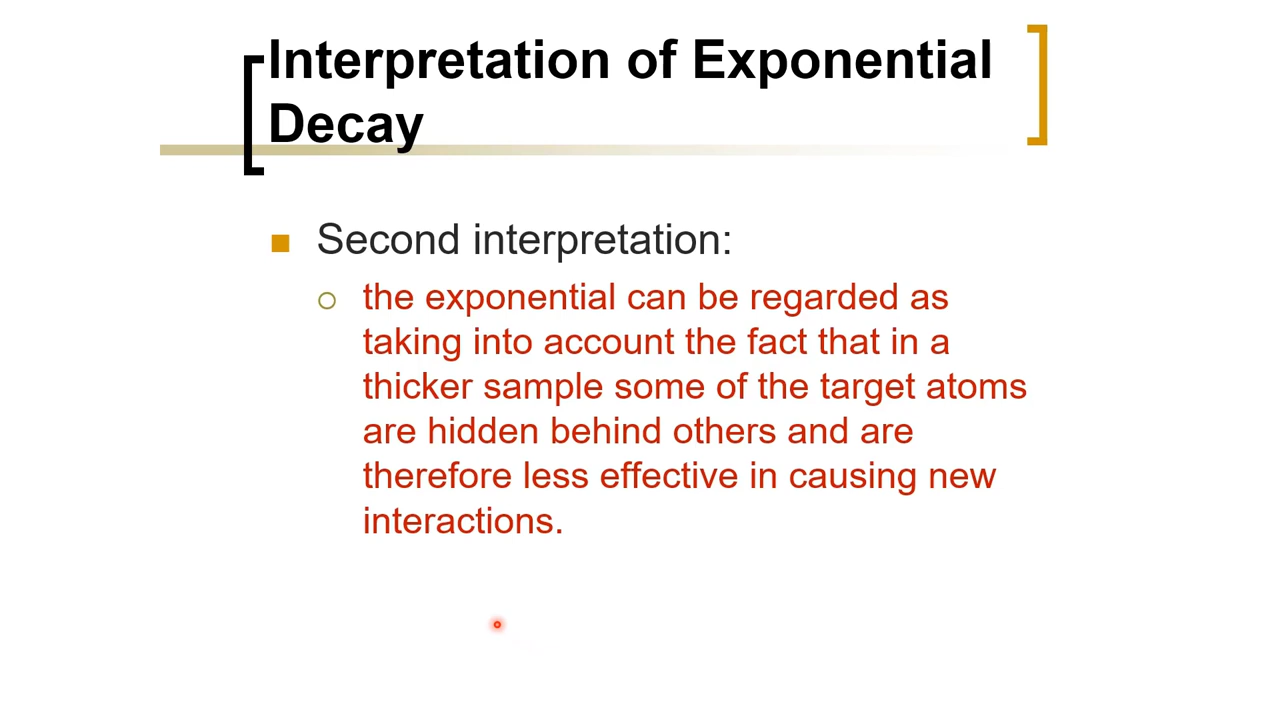 Interpretation of Exponential
Decay
Second interpretation:
the exponential can be regarded as
taking into account the fact that in a
thicker sample some of the target atoms
are hidden behind others and are
therefore less effective in causing new
interactions.